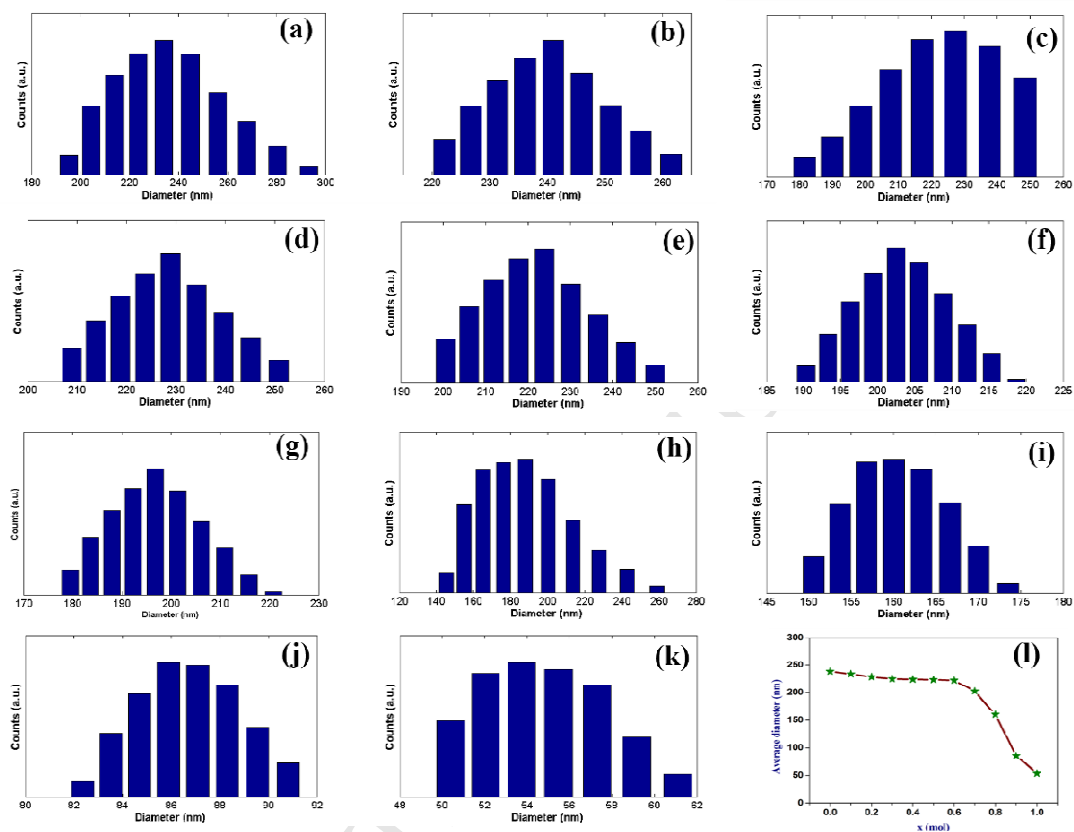 (a)
Counts (a.u.)
180 200 220 240 260 280 300
Diameter (nm)
(b)
Counts (a.u.)
220 230 240 250 260
Diameter (nm)
(c)
Counts (a.u.)
170 180 190 200 210 220 230 240 250 260
Diameter (nm)
(d)
Counts (a.u.)
200 210 220 230 240 250 260
Diameter (nm)
(e)
Counts (a.u.)
190 200 210 220 230 240 250 260
Diameter (nm)
(f)
Counts (a.u.)
185 190 195 200 205 210 215 220 225
Diameter (nm)
(g)
Counts (a.u.)
170 180 190 200 210 220 230
Diameter (nm)
(h)
Counts (a.u.)
120 140 160 180 200 220 240 260 280
Diameter (nm)
(i)
Counts (a.u.)
145 150 155 160 165 170 175 180
Diameter (nm)
(j)
Counts (a.u.)
80 82 84 86 88 90 92
Diameter (nm)
(k)
Counts (a.u.)
48 50 52 54 56 58 60 62
Diameter (nm)
(l)
Average diameter (nm)
300
250
200
150
100
50
0
0.0 0.2 0.4 0.6 0.8 1.0
x (mol)